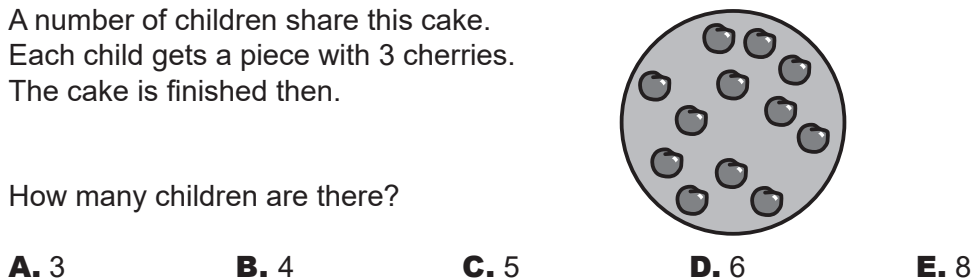 A number of children share this cake.
Each child gets a piece with 3 cherries.
The cake is finished then.
How many children are there?
A. 3 B. 4 C. 5 D. 6 E. 8